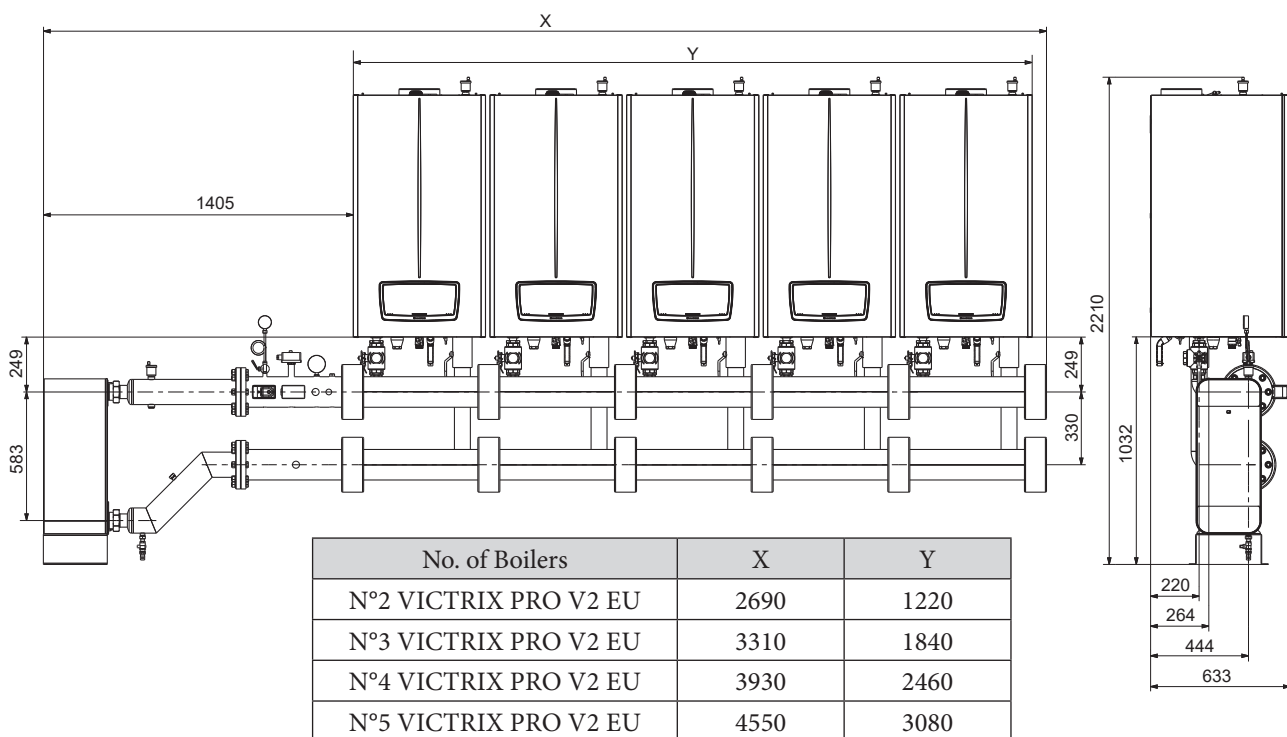 X
Y
1405
249
583
249
330
2210
1032
220
264
444
633
No. of Boilers X Y
N°2 VICTRIX PRO V2 EU 2690 1220
N°3 VICTRIX PRO V2 EU 3310 1840
N°4 VICTRIX PRO V2 EU 3930 2460
N°5 VICTRIX PRO V2 EU 4550 3080